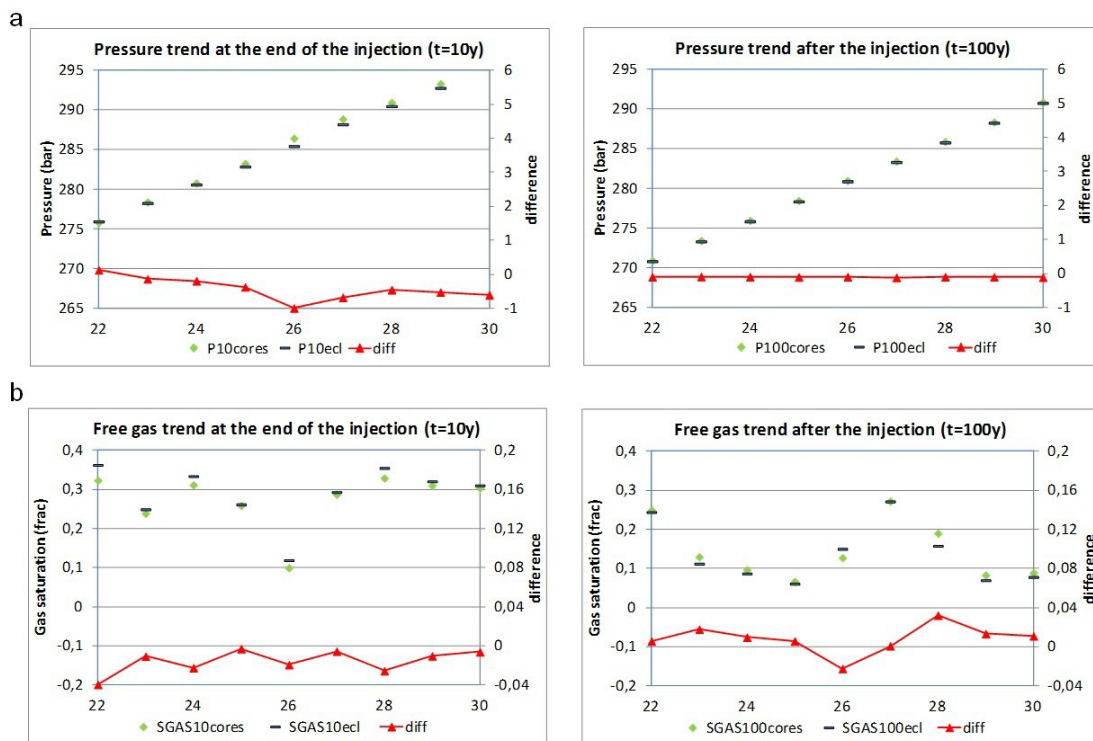 a
Pressure trend at the end of the injection (t=10y)
Pressure (bar)
295
290
285
280
275
270
265
6
5
4
3
2
1
0
-1
difference
22 24 26 28 30
P10cores P10ecl diff
Pressure trend after the injection (t=100y)
Pressure (bar)
295
290
285
280
275
270
265
6
5
4
3
2
1
0
-1
difference
22 24 26 28 30
P100cores P100ecl diff
b
Free gas trend at the end of the injection (t=10y)
Gas saturation (frac)
0,4
0,3
0,2
0,1
0
-0,1
-0,2
0,2
0,16
0,12
0,08
0,04
0
-0,04
difference
22 24 26 28 30
SGAS10cores SGAS10ecl diff
Free gas trend after the injection (t=100y)
Gas saturation (frac)
0,4
0,3
0,2
0,1
0
-0,1
-0,2
0,2
0,16
0,12
0,08
0,04
0
-0,04
difference
22 24 26 28 30
SGAS100cores SGAS100ecl diff